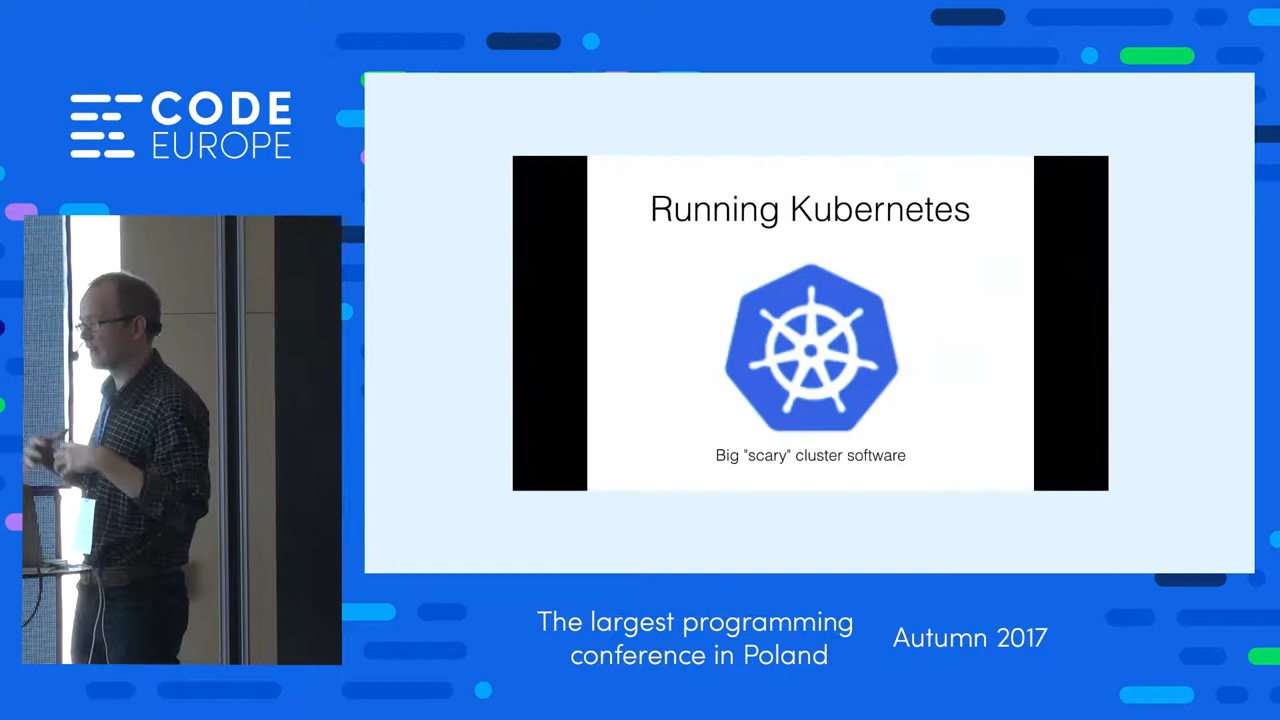 CODE
EUROPE
Running Kubernetes
Big "scary" cluster software
The largest programming
conference in Poland
Autumn 2017